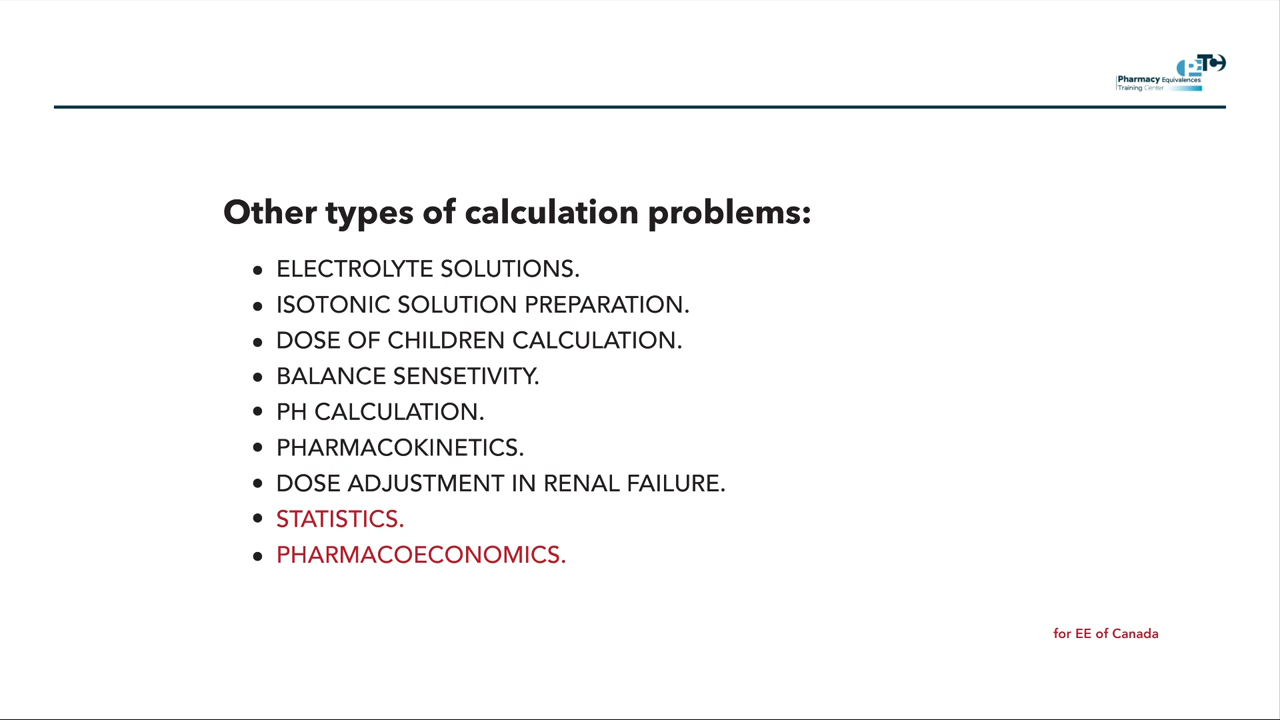 PETC
Pharmacy Equivalences
Training Center
Other types of calculation problems:
• ELECTROLYTE SOLUTIONS.
• ISOTONIC SOLUTION PREPARATION.
• DOSE OF CHILDREN CALCULATION.
• BALANCE SENSETIVITY.
• PH CALCULATION.
• PHARMACOKINETICS.
• DOSE ADJUSTMENT IN RENAL FAILURE.
• STATISTICS.
• PHARMACOECONOMICS.
for EE of Canada